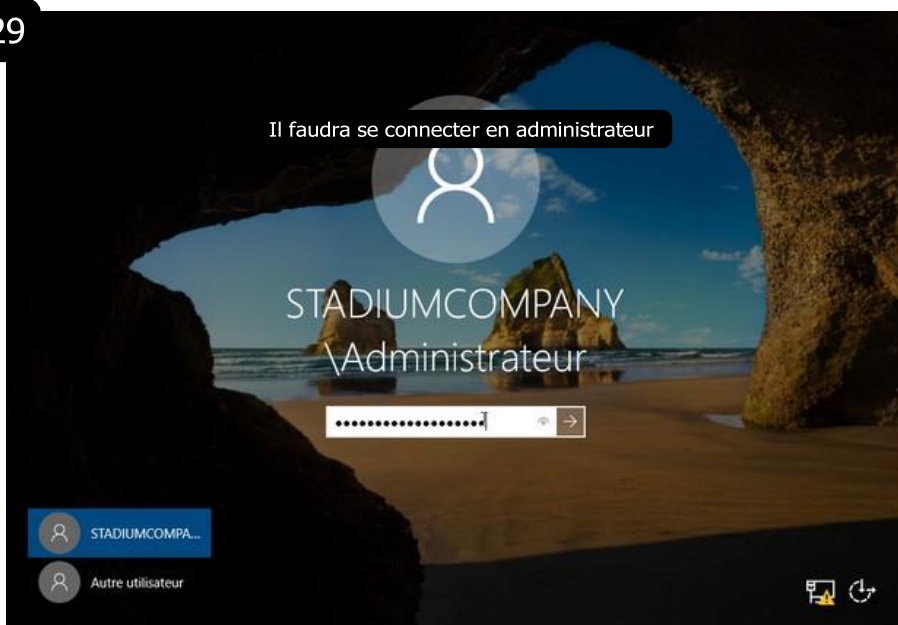 29
Il faudra se connecter en administrateur
STADIUMCOMPANY
\Administrateur
STADIUMCOMPA...
Autre utilisateur